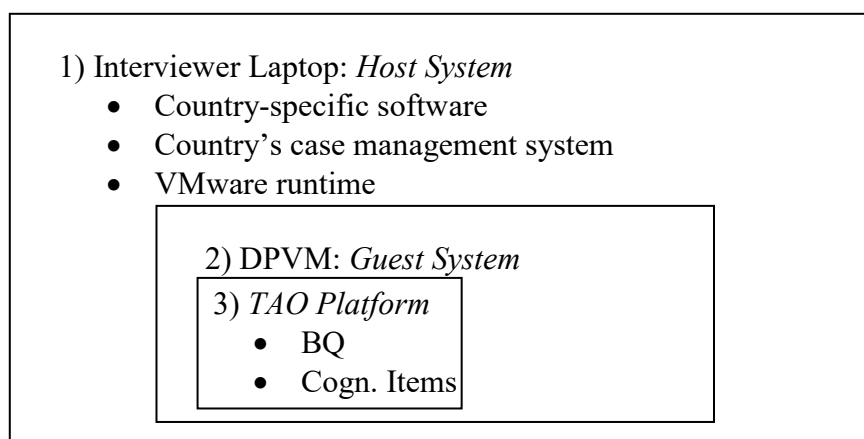 1) Interviewer Laptop: Host System
• Country-specific software
• Country’s case management system
• VMware runtime
2) DPVM: Guest System
3) TAO Platform
• BQ
• Cogn. Items